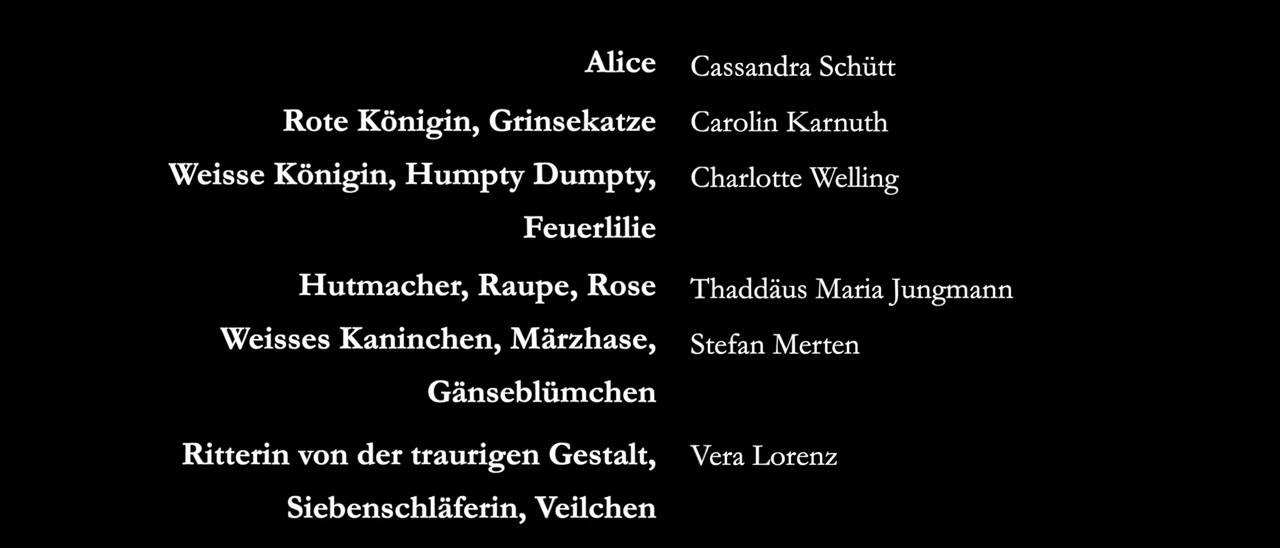 Alice Cassandra Schütt
Rote Königin, Grinsekatze Carolin Karnuth
Weisse Königin, Humpty Dumpty, Charlotte Welling
Feuerlilie
Hutmacher, Raupe, Rose Thaddäus Maria Jungmann
Weisses Kaninchen, Märzhase, Stefan Merten
Gänseblümchen
Ritterin von der traurigen Gestalt, Vera Lorenz
Siebenschläferin, Veilchen